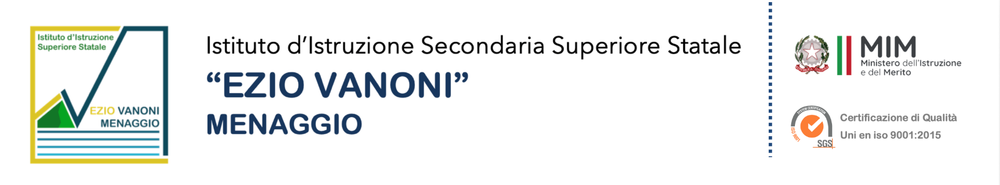 Istituto d'Istruzione
Superiore Statale
EZIO VANONI
MENAGGIO
Istituto d’Istruzione Secondaria Superiore Statale
“EZIO VANONI”
MENAGGIO
REPVBBLICA ITALIANA
MIM
Ministero dell'Istruzione
e del Merito
SYSTEM CERTIFICATION
ISO 9001
SGS
Certificazione di Qualità
Uni en iso 9001:2015